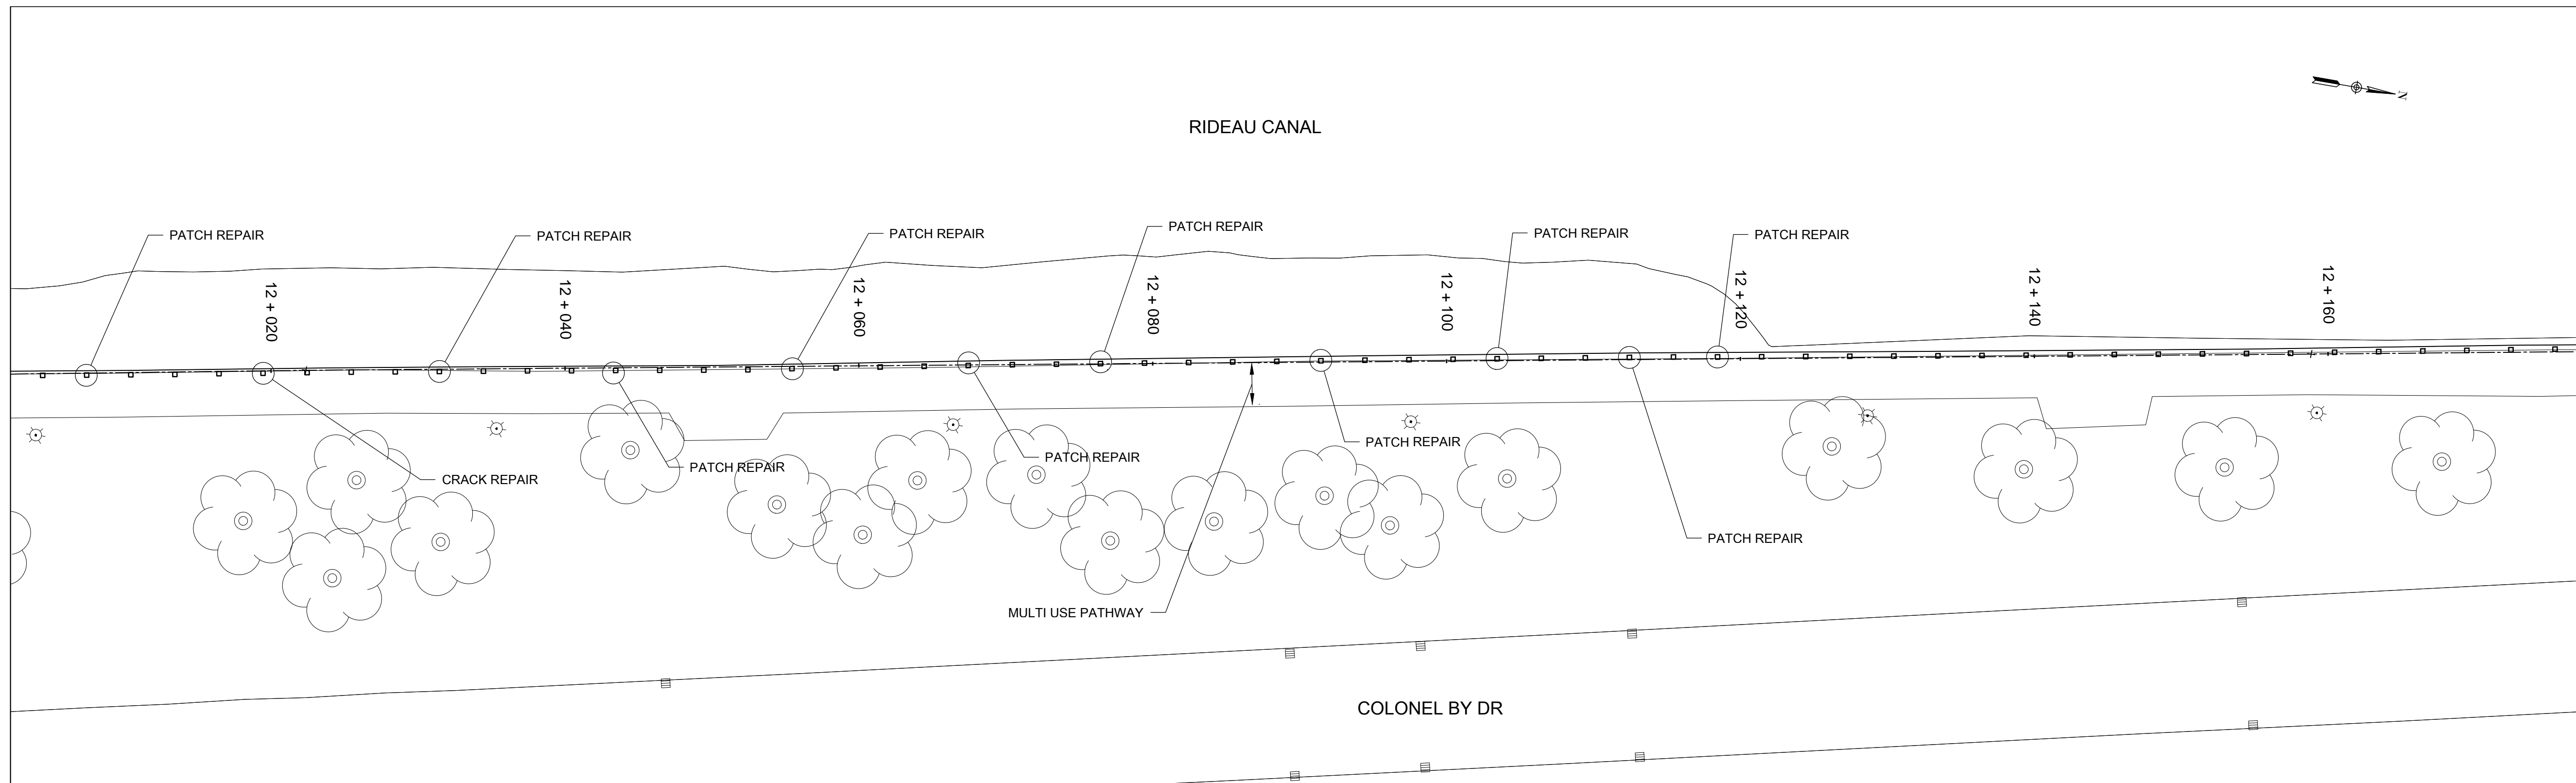 N
RIDEAU CANAL
PATCH REPAIR
PATCH REPAIR
PATCH REPAIR
PATCH REPAIR
PATCH REPAIR
PATCH REPAIR
12 + 020
12 + 040
12 + 060
12 + 080
12 + 100
12 + 120
12 + 140
12 + 160
CRACK REPAIR
PATCH REPAIR
PATCH REPAIR
PATCH REPAIR
PATCH REPAIR
MULTI USE PATHWAY
COLONEL BY DR